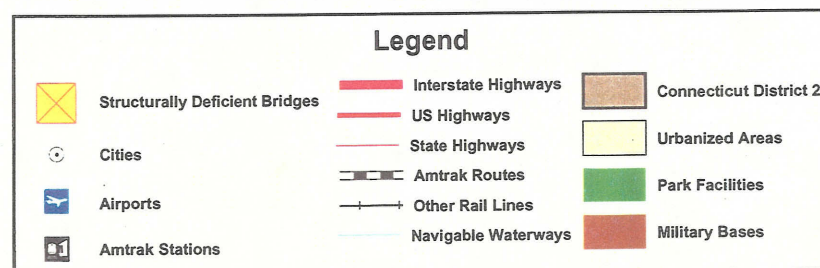 Legend
Structurally Deficient Bridges
Cities
Airports
Amtrak Stations
Interstate Highways
US Highways
State Highways
Amtrak Routes
Other Rail Lines
Navigable Waterways
Connecticut District 2
Urbanized Areas
Park Facilities
Military Bases